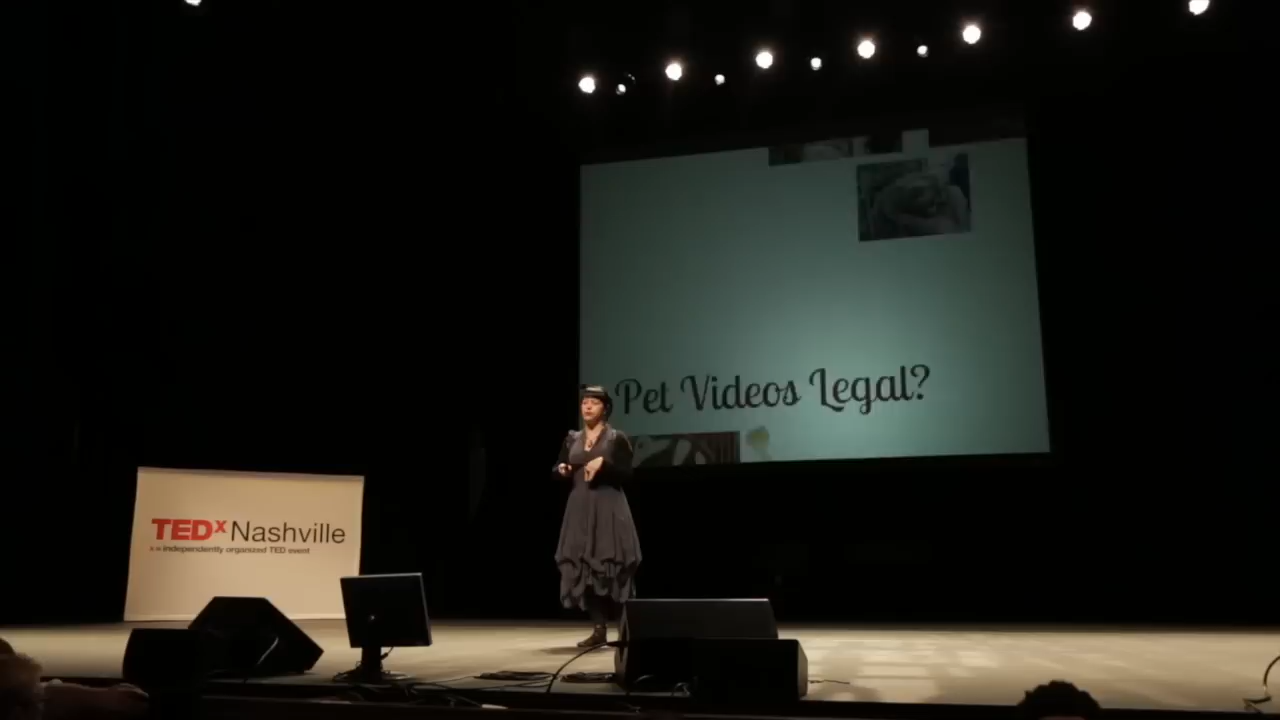 Pet Videos Legal?
TEDx Nashville
x = independently organized TED event